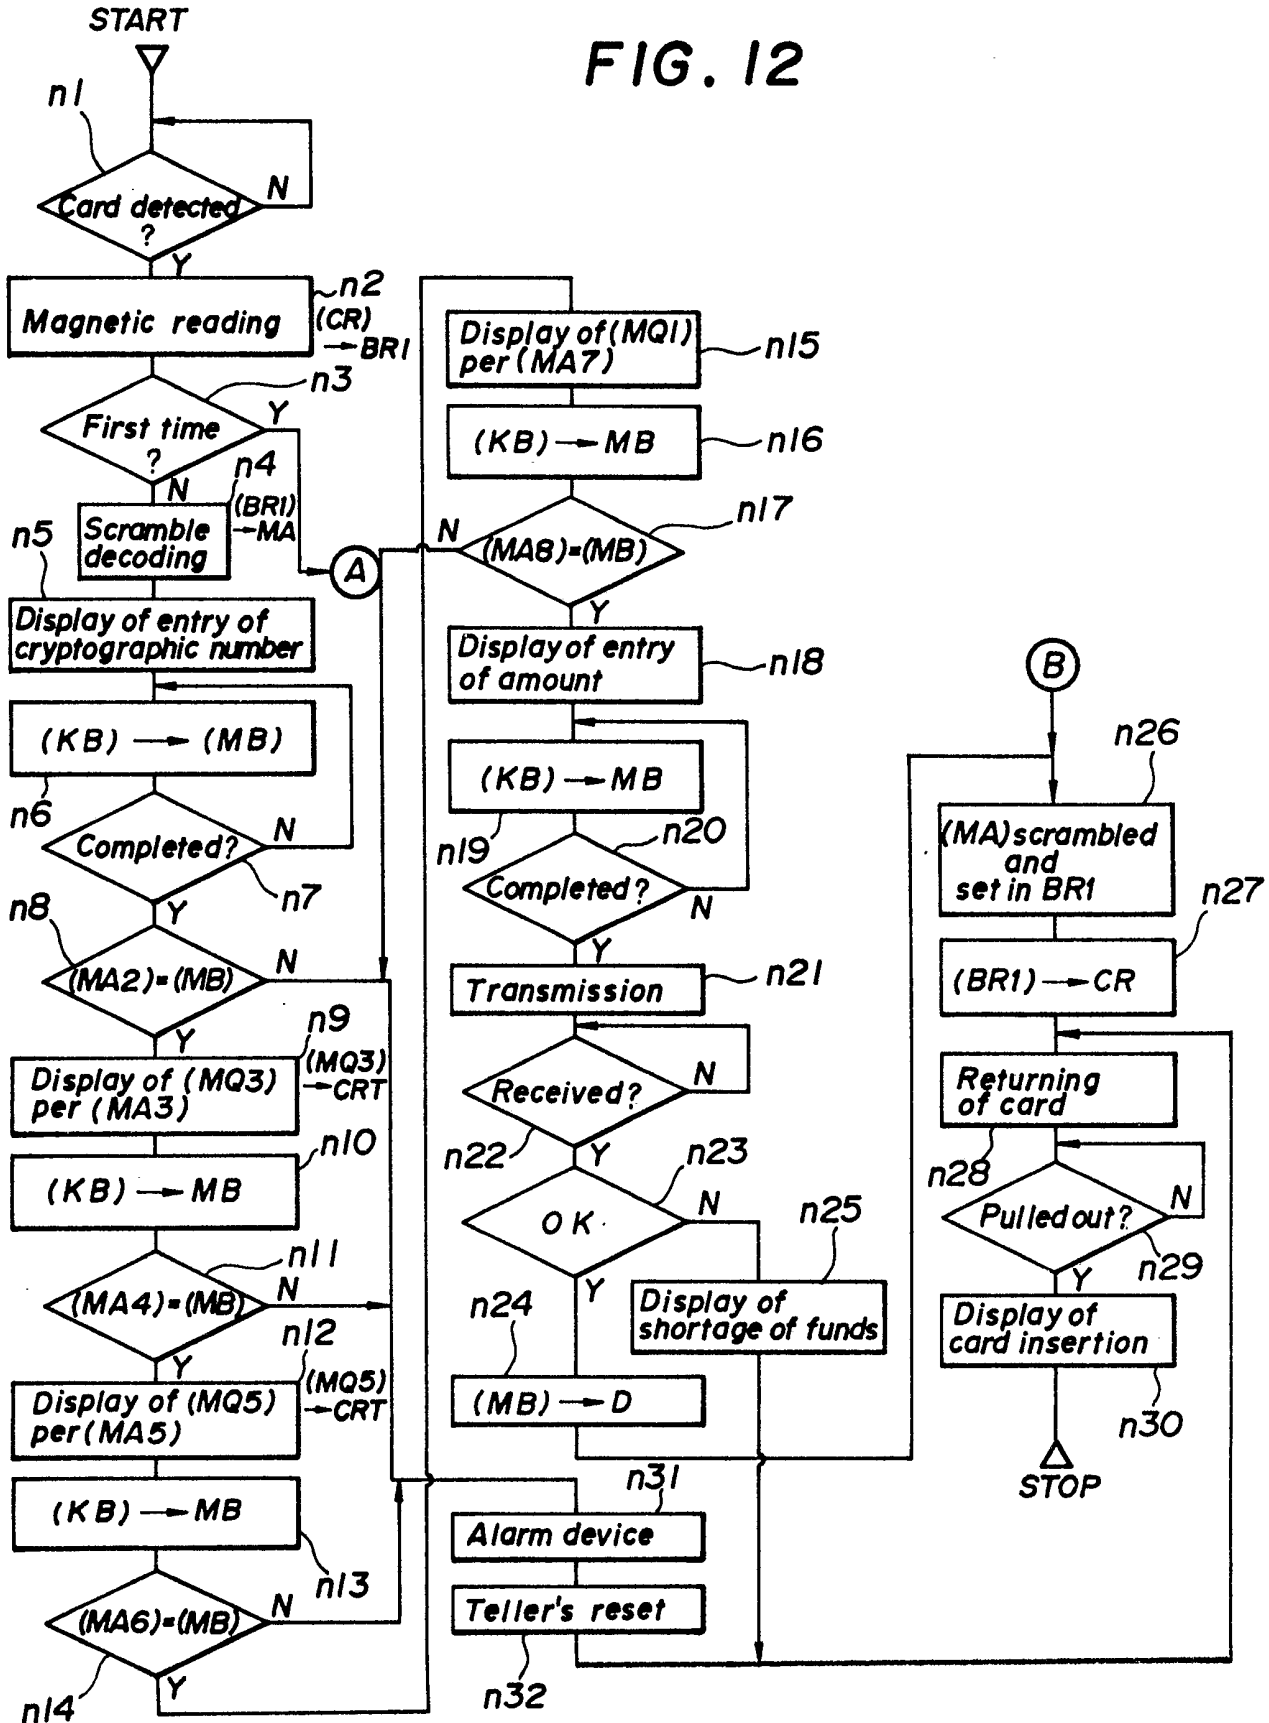 START
FIG. 12
n1
N
Card detected
?
Y
n2
Magnetic reading
(CR)
→ BR1
n3
First time
?
Y
N
n4
Scramble
decoding
(BR1)
→ MA
A
n5
Display of entry of
cryptographic number
(KB) → (MB)
n6
Completed?
N
n7
Y
n8
(MA2)=(MB)
N
Y
n9
Display of (MQ3)
per (MA3)
(MQ3)
→ CRT
n10
(KB) → MB
n11
(MA4)=(MB)
N
Y
n12
Display of (MQ5)
per (MA5)
(MQ5)
→ CRT
(KB) → MB
n13
(MA6)=(MB)
N
Y
n14
Display of (MQ1)
per (MA7)
n15
(KB) → MB
n16
n17
N
(MA8)=(MB)
Y
Display of entry
of amount
n18
(KB) → MB
n19
n20
Completed?
N
Y
Transmission
n21
Received?
N
n22
Y
n23
OK
N
Y
n25
Display of
shortage of funds
n24
(MB) → D
n31
Alarm device
Teller's reset
n32
B
n26
(MA) scrambled
and
set in BR1
n27
(BR1) → CR
Returning
of card
n28
Pulled out?
N
n29
Y
Display of
card insertion
n30
STOP